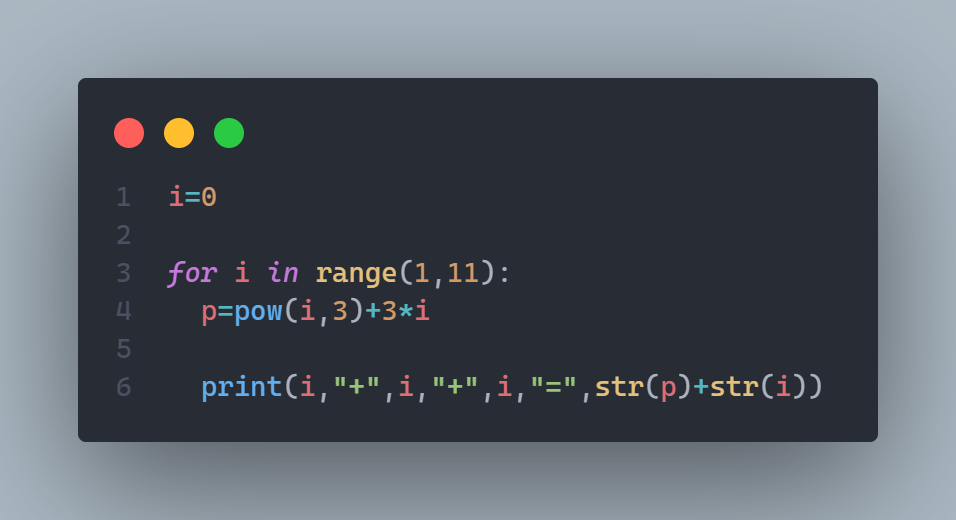 1 i=0
2
3 for i in range(1,11):
4   p=pow(i,3)+3*i
5
6   print(i,"+",i,"+",i,"=",str(p)+str(i))